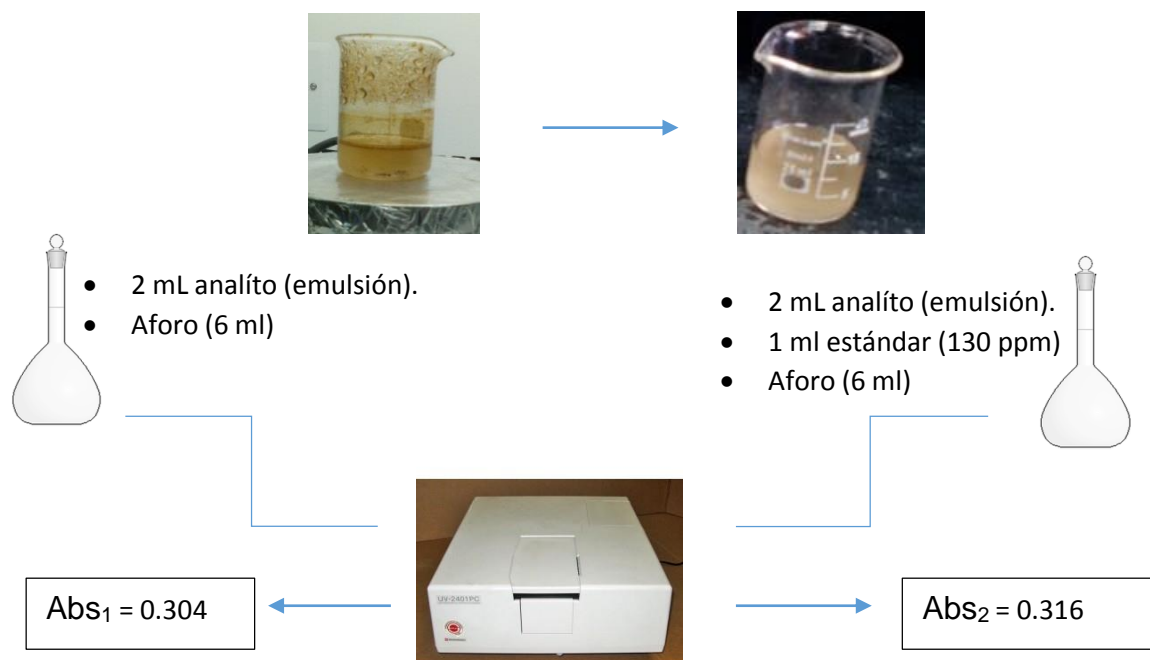 • 2 mL analíto (emulsión).
• Aforo (6 ml)
• 2 mL analíto (emulsión).
• 1 ml estándar (130 ppm)
• Aforo (6 ml)
UV-2401PC
Abs₁ = 0.304
Abs₂ = 0.316